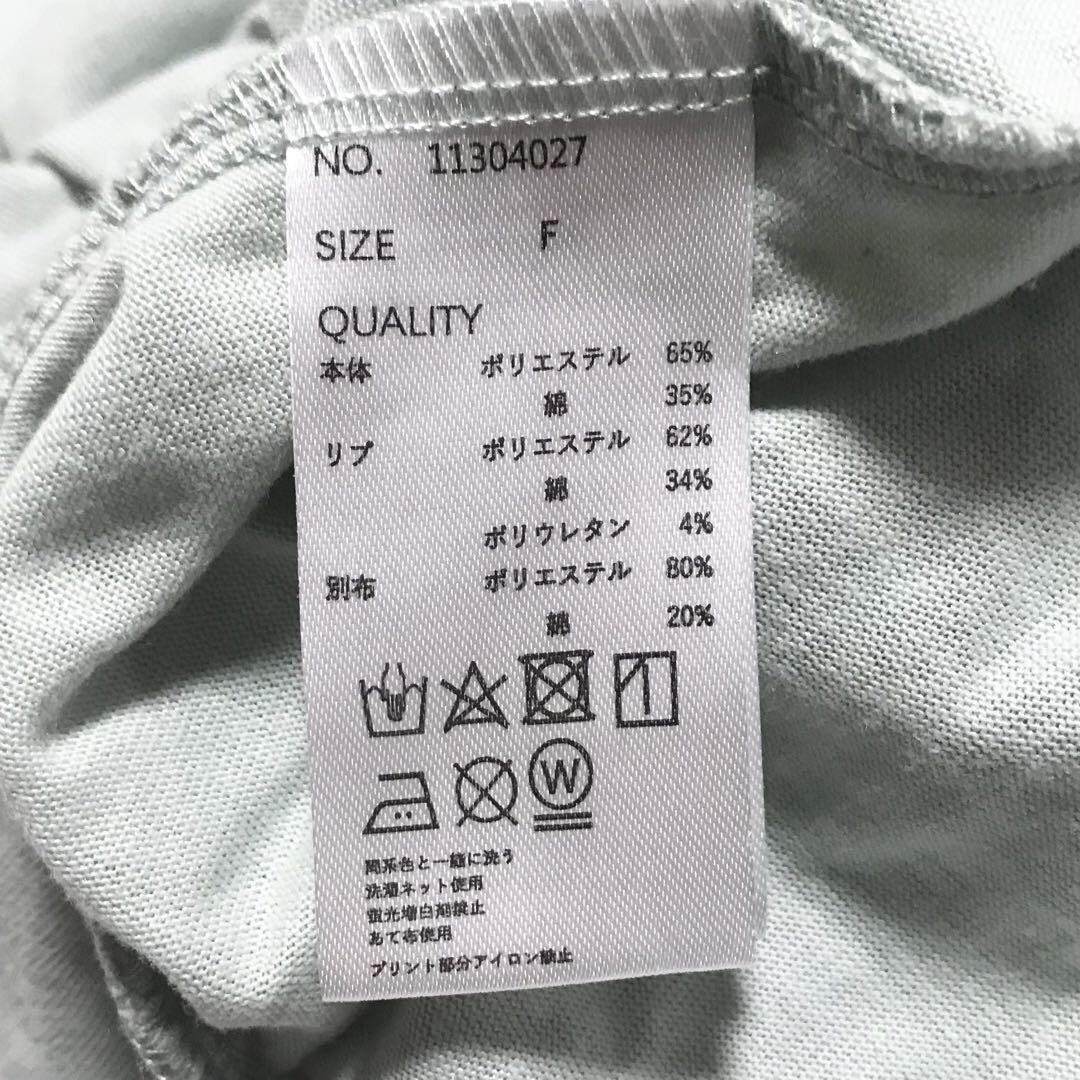 NO. 11304027
SIZE F
QUALITY
本体 ポリエステル 65%
綿 35%
リブ ポリエステル 62%
綿 34%
ポリウレタン 4%
別布 ポリエステル 80%
綿 20%
W
同系色と一緒に洗う
洗濯ネット使用
蛍光増白剤禁止
あて布使用
プリント部分アイロン禁止